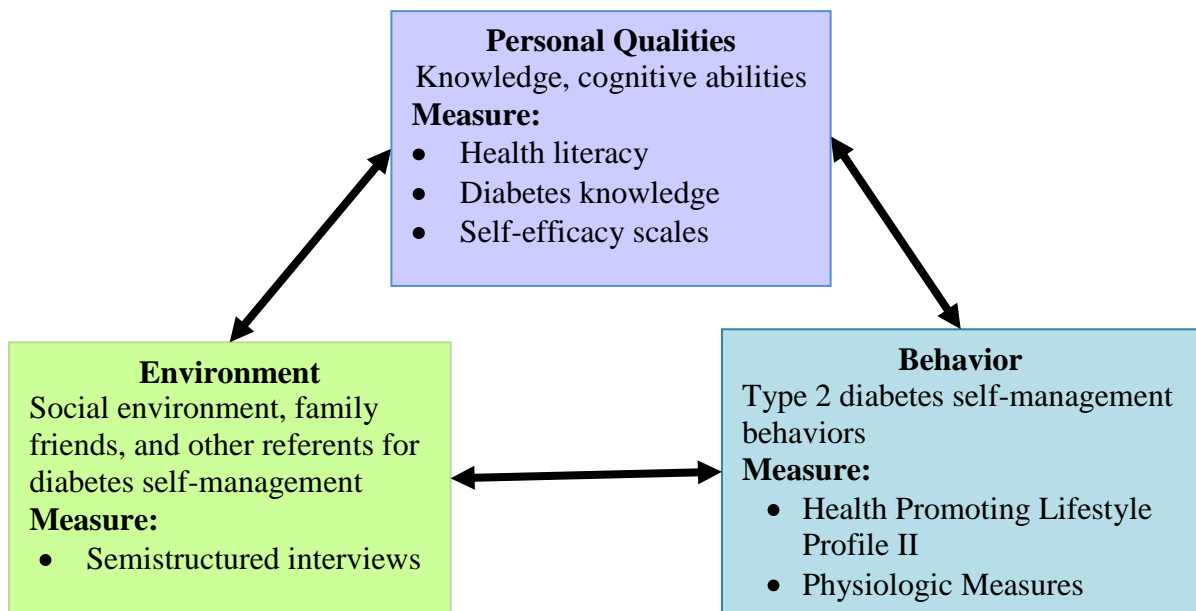 Personal Qualities
Knowledge, cognitive abilities
Measure:
• Health literacy
• Diabetes knowledge
• Self-efficacy scales
Environment
Social environment, family
friends, and other referents for
diabetes self-management
Measure:
• Semistructured interviews
Behavior
Type 2 diabetes self-management
behaviors
Measure:
• Health Promoting Lifestyle
Profile II
• Physiologic Measures